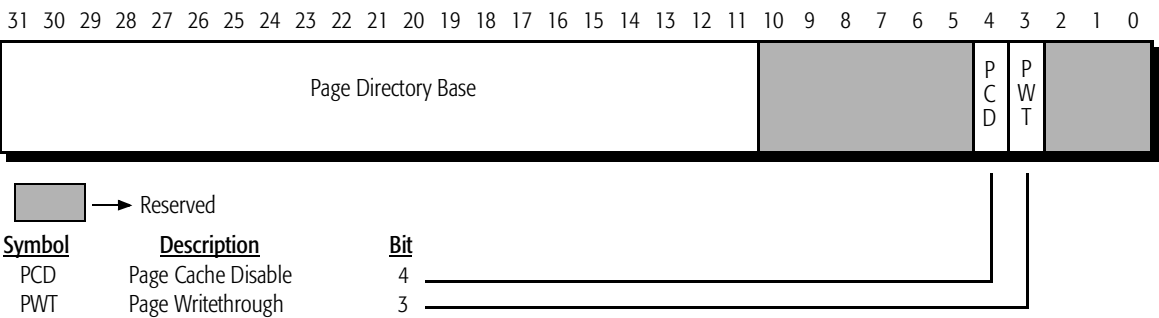 31 30 29 28 27 26 25 24 23 22 21 20 19 18 17 16 15 14 13 12 11 10 9 8 7 6 5 4 3 2 1 0
Page Directory Base
PCD
PWT
Reserved
Symbol Description Bit
PCD Page Cache Disable 4
PWT Page Writethrough 3